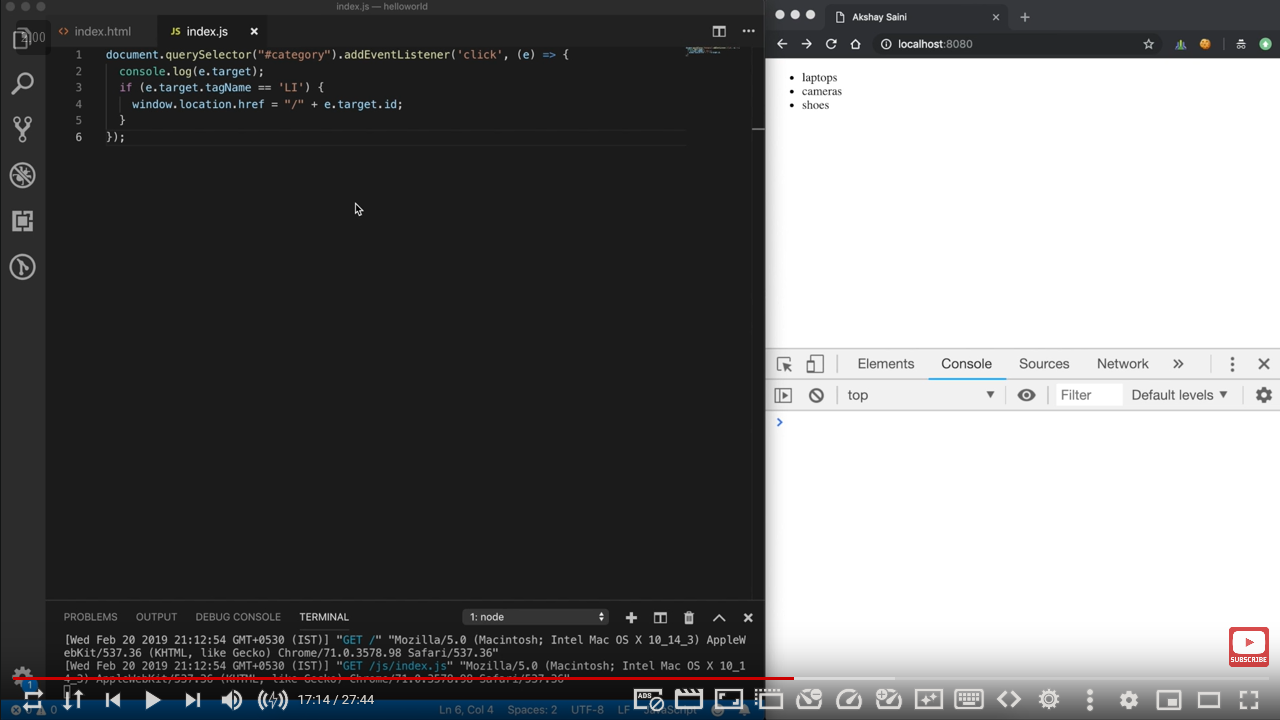 index.js — helloworld
index.html
JS index.js
1 document.querySelector("#category").addEventListener('click', (e) => {
2 console.log(e.target);
3 if (e.target.tagName == 'LI') {
4 window.location.href = "/" + e.target.id;
5 }
6 });
Akshay Saini
localhost:8080
laptops
cameras
shoes
Elements Console Sources Network
top Filter Default levels
PROBLEMS OUTPUT DEBUG CONSOLE TERMINAL 1: node
[Wed Feb 20 2019 21:12:54 GMT+0530 (IST)] "GET /" "Mozilla/5.0 (Macintosh; Intel Mac OS X 10_14_3) AppleW
ebKit/537.36 (KHTML, like Gecko) Chrome/71.0.3578.98 Safari/537.36"
[Wed Feb 20 2019 21:12:54 GMT+0530 (IST)] "GET /js/index.js" "Mozilla/5.0 (Macintosh; Intel Mac OS X 10_1
4_3) AppleWebKit/537.36 (KHTML, like Gecko) Chrome/71.0.3578.98 Safari/537.36"
SUBSCRIBE
1
17:14 / 27:44
ADS
Ln 6, Col 4 Spaces: 2 UTF-8 LF JavaScript